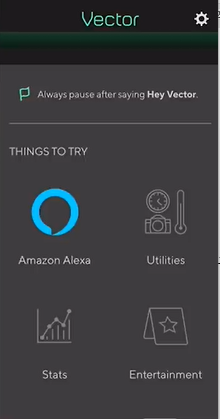 Vector
Always pause after saying Hey Vector.
THINGS TO TRY
Amazon Alexa
Utilities
Stats
Entertainment